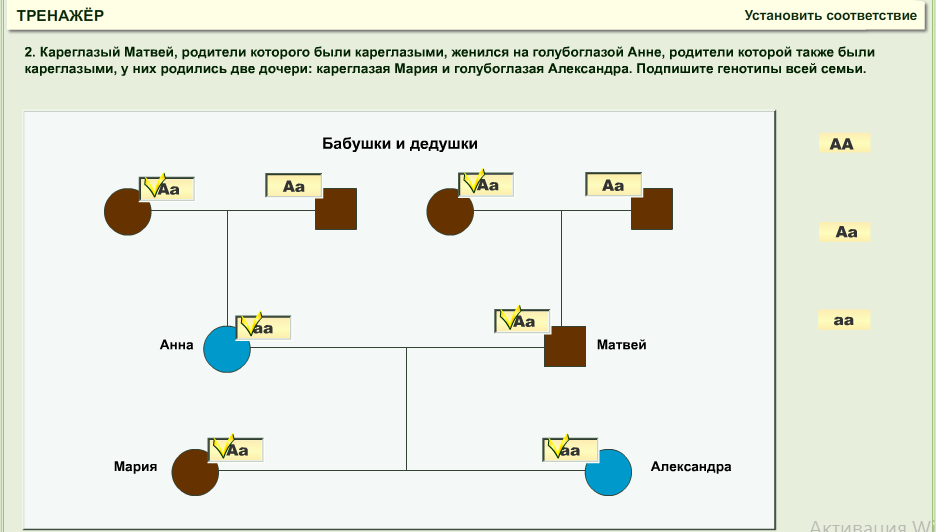 ТРЕНАЖЁР
Установить соответствие
2. Кареглазый Матвей, родители которого были кареглазыми, женился на голубоглазой Анне, родители которой также были
кареглазыми, у них родились две дочери: кареглазая Мария и голубоглазая Александра. Подпишите генотипы всей семьи.
Бабушки и дедушки
АА
Аа Аа Аа Аа
Аа
аа Аа
аа
Анна Матвей
Аа аа
Мария Александра
Активация Wi